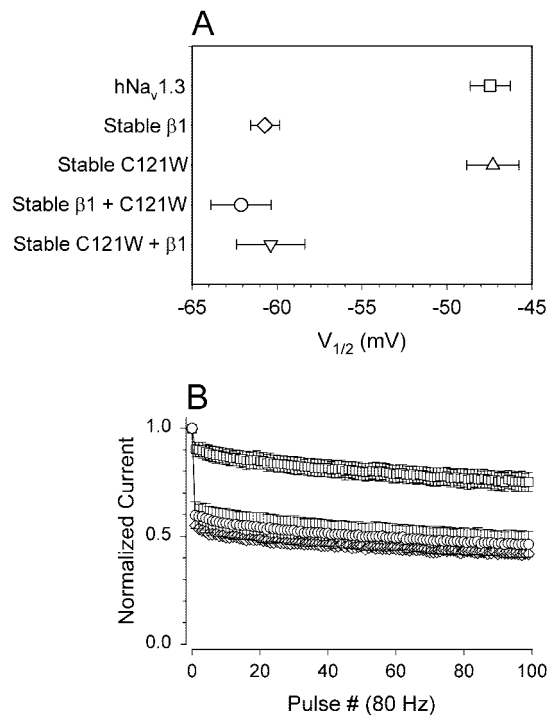 A
hNav1.3
Stable β1
Stable C121W
Stable β1 + C121W
Stable C121W + β1
-65 -60 -55 -50 -45
V1/2 (mV)
B
Normalized Current
1.0
0.5
0.0
0 20 40 60 80 100
Pulse # (80 Hz)